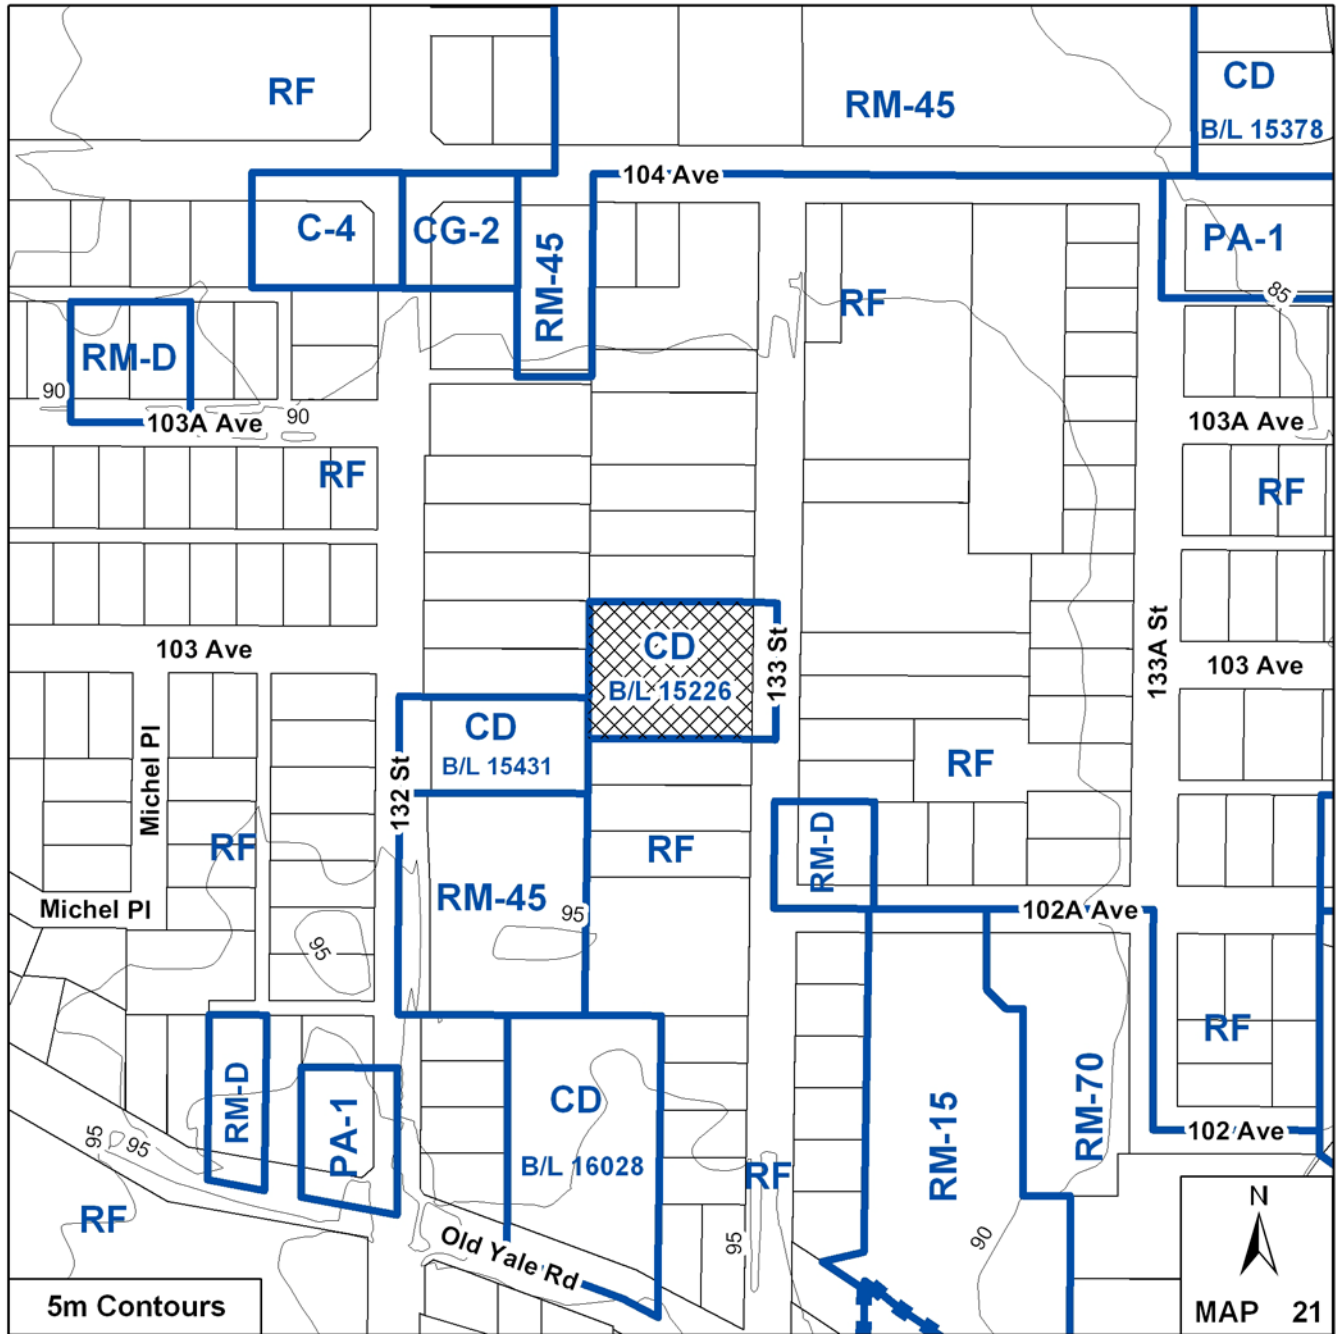 RF
RM-45
CD
B/L 15378
104 Ave
C-4
CG-2
RM-45
PA-1
85
RF
RM-D
90
103A Ave
90
103A Ave
RF
RF
CD
B/L 15226
133 St
133A St
103 Ave
103 Ave
CD
B/L 15431
132 St
Michel Pl
RF
RF
RF
RM-D
RM-45
95
Michel Pl
95
102A Ave
RF
RM-D
PA-1
CD
B/L 16028
RM-15
RM-70
102 Ave
95
95
RF
RF
95
90
Old Yale Rd
N
5m Contours
MAP 21